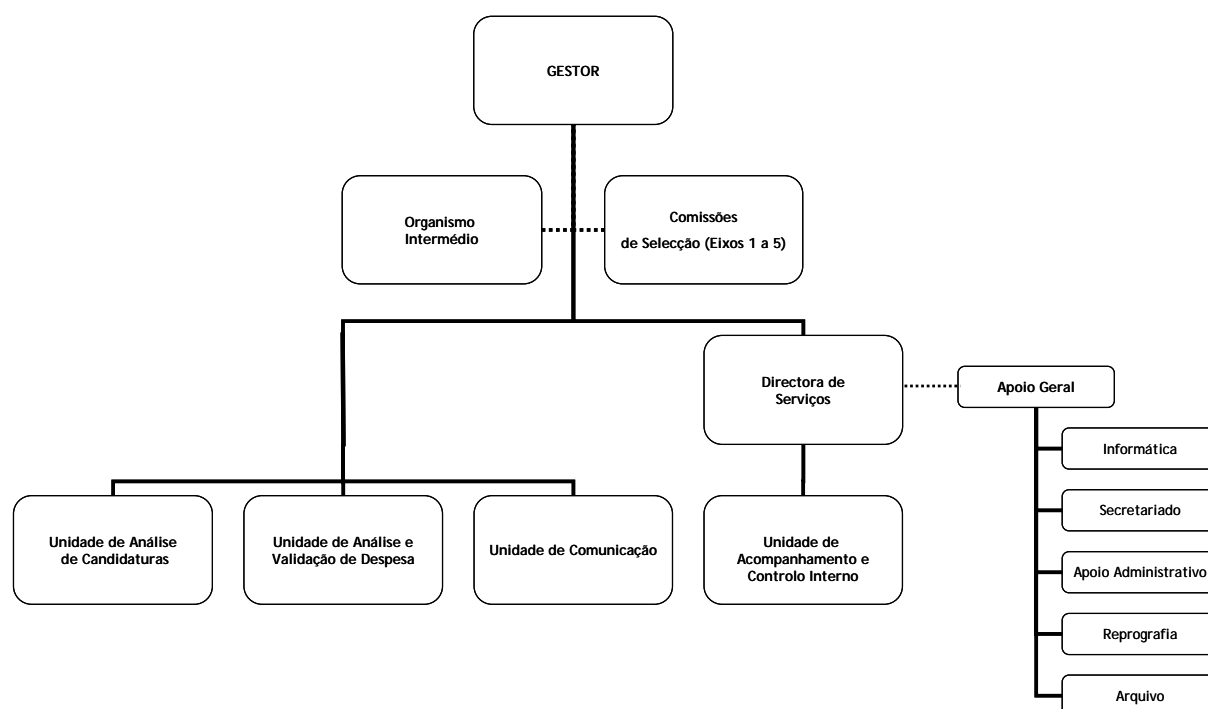 GESTOR
Organismo
Intermédio
Comissões
de Selecção (Eixos 1 a 5)
Directora de
Serviços
Apoio Geral
Informática
Secretariado
Apoio Administrativo
Reprografia
Arquivo
Unidade de Análise
de Candidaturas
Unidade de Análise e
Validação de Despesa
Unidade de Comunicação
Unidade de
Acompanhamento e
Controlo Interno